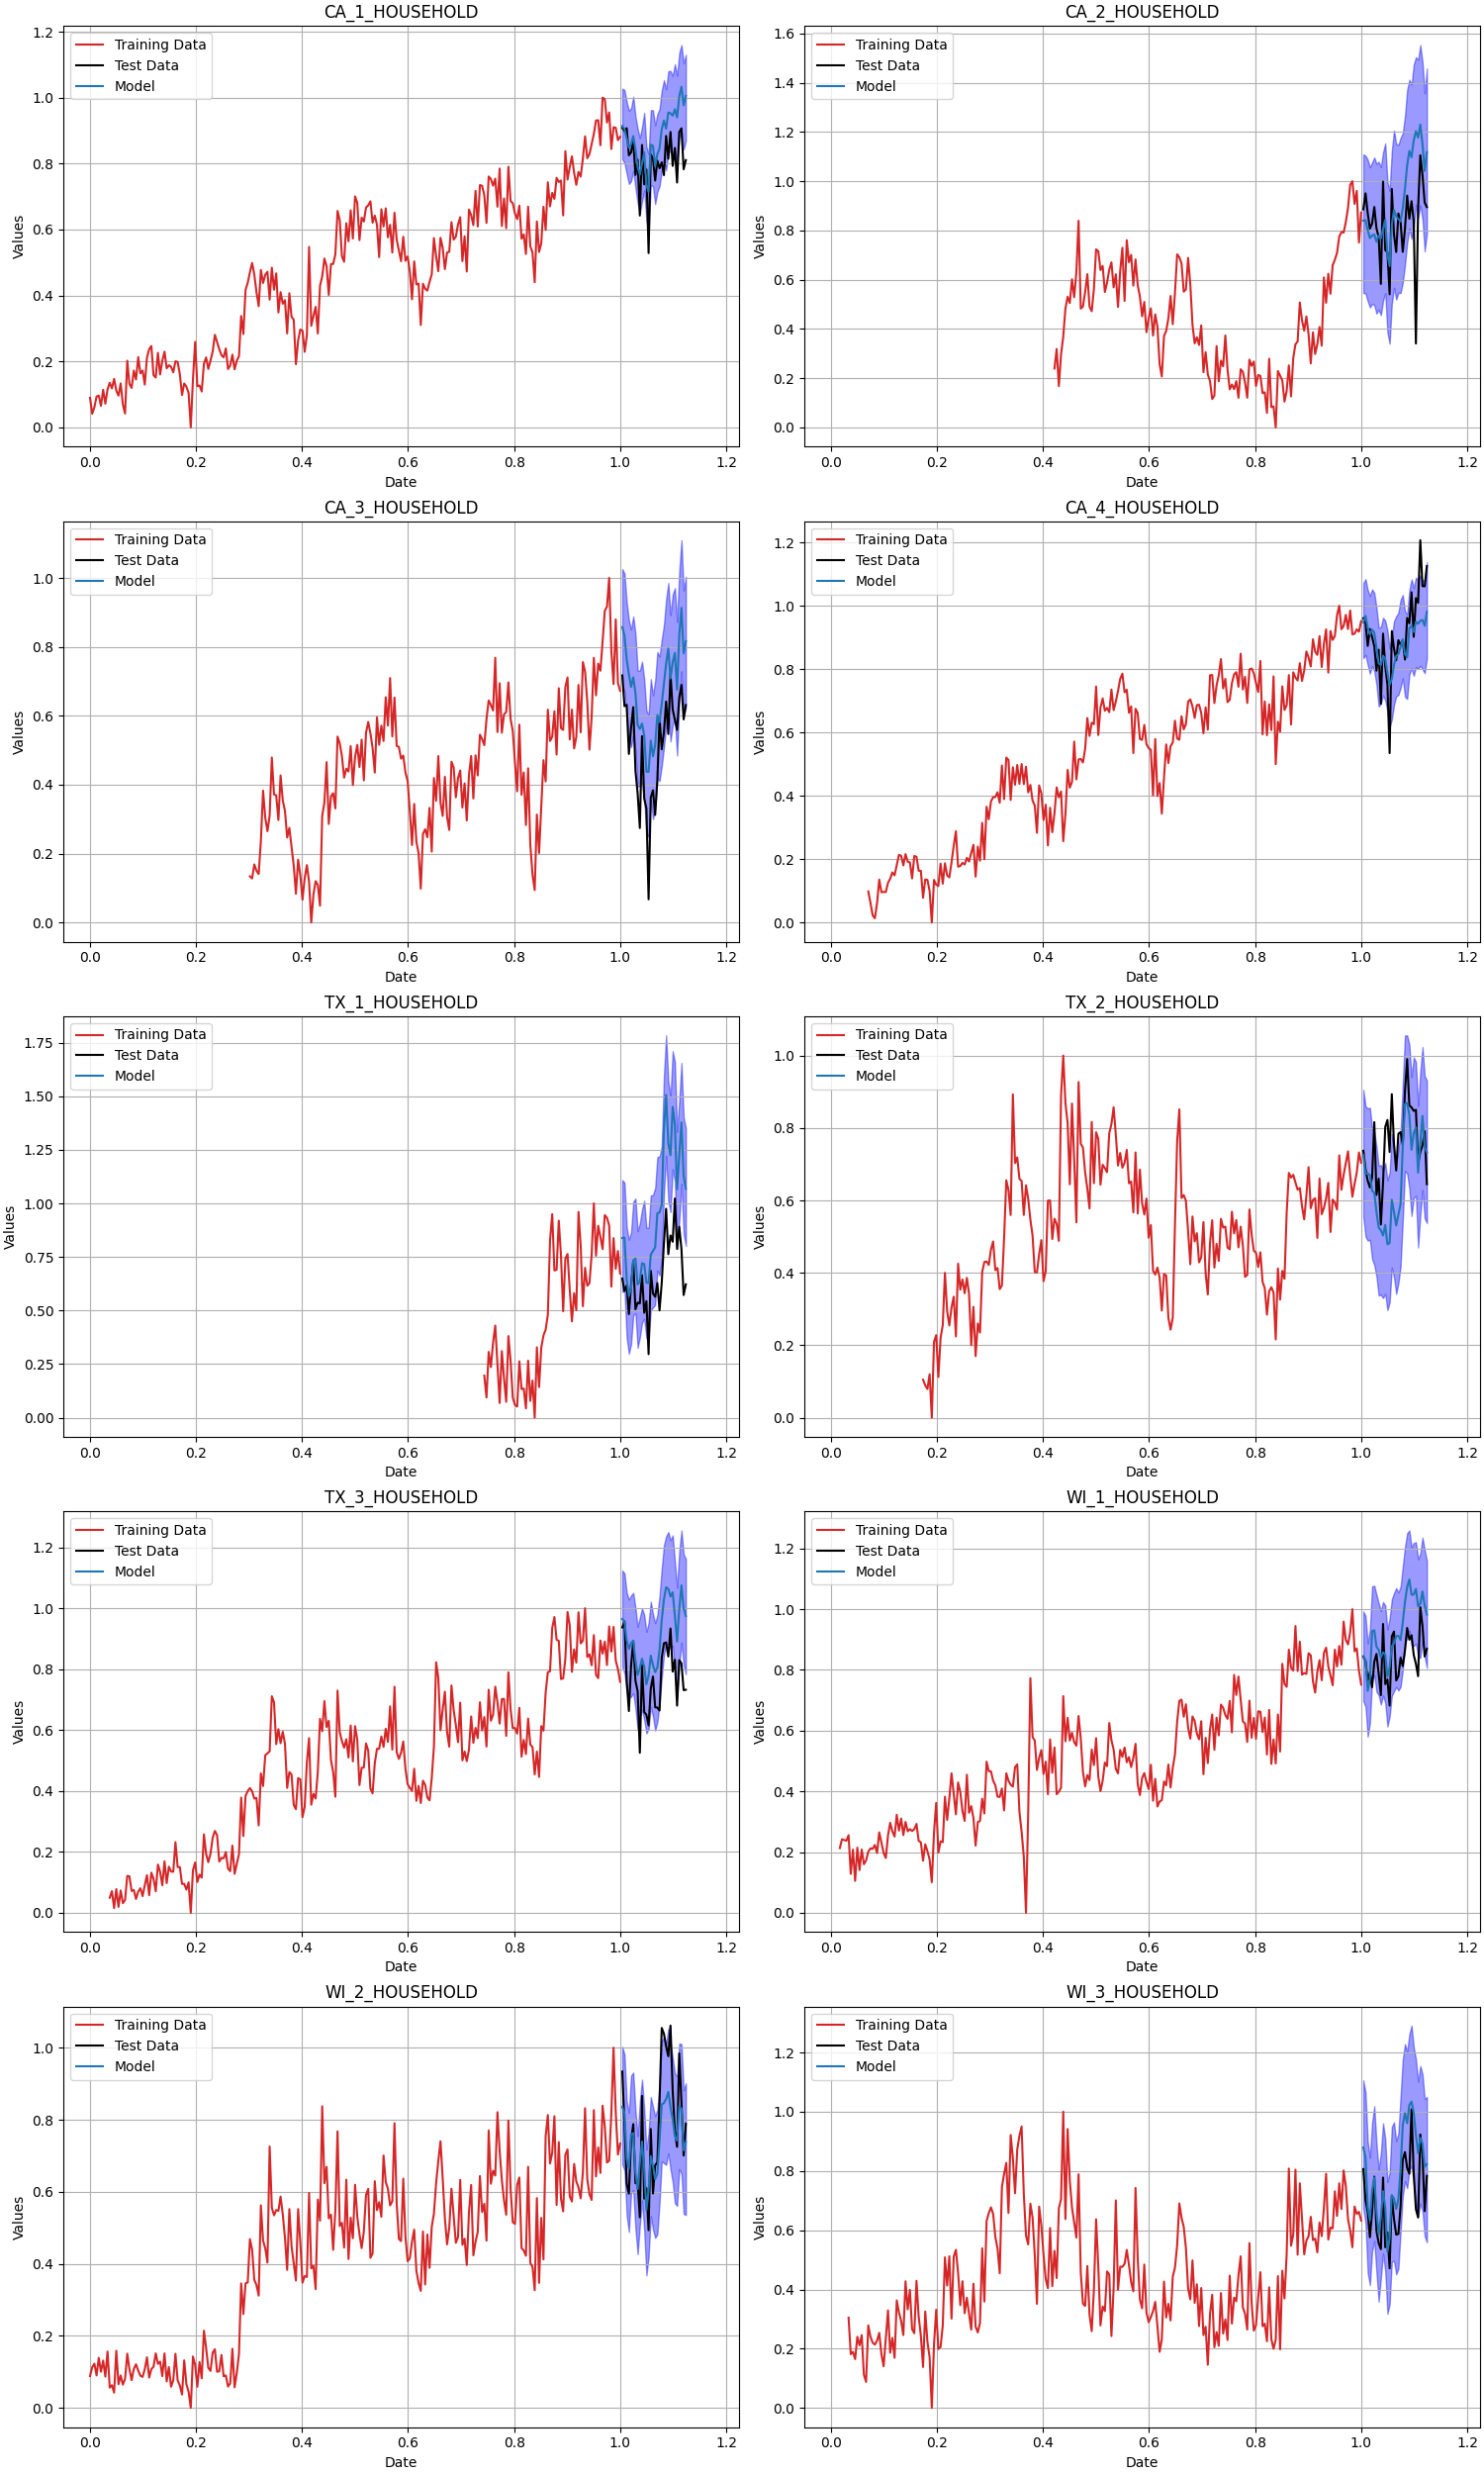 CA_1_HOUSEHOLD
1.2
1.0
0.8
0.6
0.4
0.2
0.0
Values
Training Data
Test Data
Model
0.0 0.2 0.4 0.6 0.8 1.0 1.2
Date
CA_2_HOUSEHOLD
1.6
1.4
1.2
1.0
0.8
0.6
0.4
0.2
0.0
Values
Training Data
Test Data
Model
0.0 0.2 0.4 0.6 0.8 1.0 1.2
Date
CA_3_HOUSEHOLD
1.0
0.8
0.6
0.4
0.2
0.0
Values
Training Data
Test Data
Model
0.0 0.2 0.4 0.6 0.8 1.0 1.2
Date
CA_4_HOUSEHOLD
1.2
1.0
0.8
0.6
0.4
0.2
0.0
Values
Training Data
Test Data
Model
0.0 0.2 0.4 0.6 0.8 1.0 1.2
Date
TX_1_HOUSEHOLD
1.75
1.50
1.25
1.00
0.75
0.50
0.25
0.00
Values
Training Data
Test Data
Model
0.0 0.2 0.4 0.6 0.8 1.0 1.2
Date
TX_2_HOUSEHOLD
1.0
0.8
0.6
0.4
0.2
0.0
Values
Training Data
Test Data
Model
0.0 0.2 0.4 0.6 0.8 1.0 1.2
Date
TX_3_HOUSEHOLD
1.2
1.0
0.8
0.6
0.4
0.2
0.0
Values
Training Data
Test Data
Model
0.0 0.2 0.4 0.6 0.8 1.0 1.2
Date
WI_1_HOUSEHOLD
1.2
1.0
0.8
0.6
0.4
0.2
0.0
Values
Training Data
Test Data
Model
0.0 0.2 0.4 0.6 0.8 1.0 1.2
Date
WI_2_HOUSEHOLD
1.0
0.8
0.6
0.4
0.2
0.0
Values
Training Data
Test Data
Model
0.0 0.2 0.4 0.6 0.8 1.0 1.2
Date
WI_3_HOUSEHOLD
1.2
1.0
0.8
0.6
0.4
0.2
0.0
Values
Training Data
Test Data
Model
0.0 0.2 0.4 0.6 0.8 1.0 1.2
Date